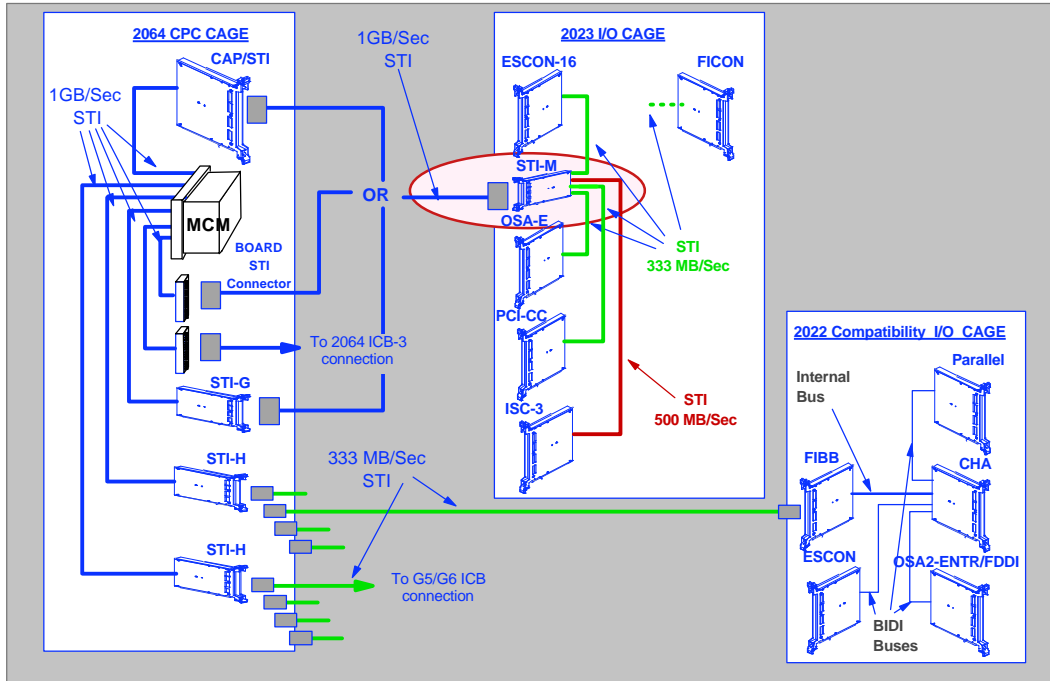 2064 CPC CAGE
CAP/STI
1GB/Sec
STI
MCM
BOARD
STI
Connector
To 2064 ICB-3
connection
STI-G
STI-H
STI-H
1GB/Sec
STI
OR
333 MB/Sec
STI
To G5/G6 ICB
connection
2023 I/O CAGE
ESCON-16
FICON
STI-M
OSA-E
STI
333 MB/Sec
PCI-CC
ISC-3
STI
500 MB/Sec
2022 Compatibility I/O CAGE
Parallel
Internal
Bus
FIBB
CHA
ESCON
OSA2-ENTR/FDDI
BIDI
Buses